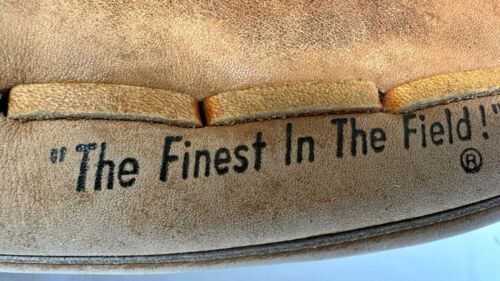 "The Finest In The Field!"
®